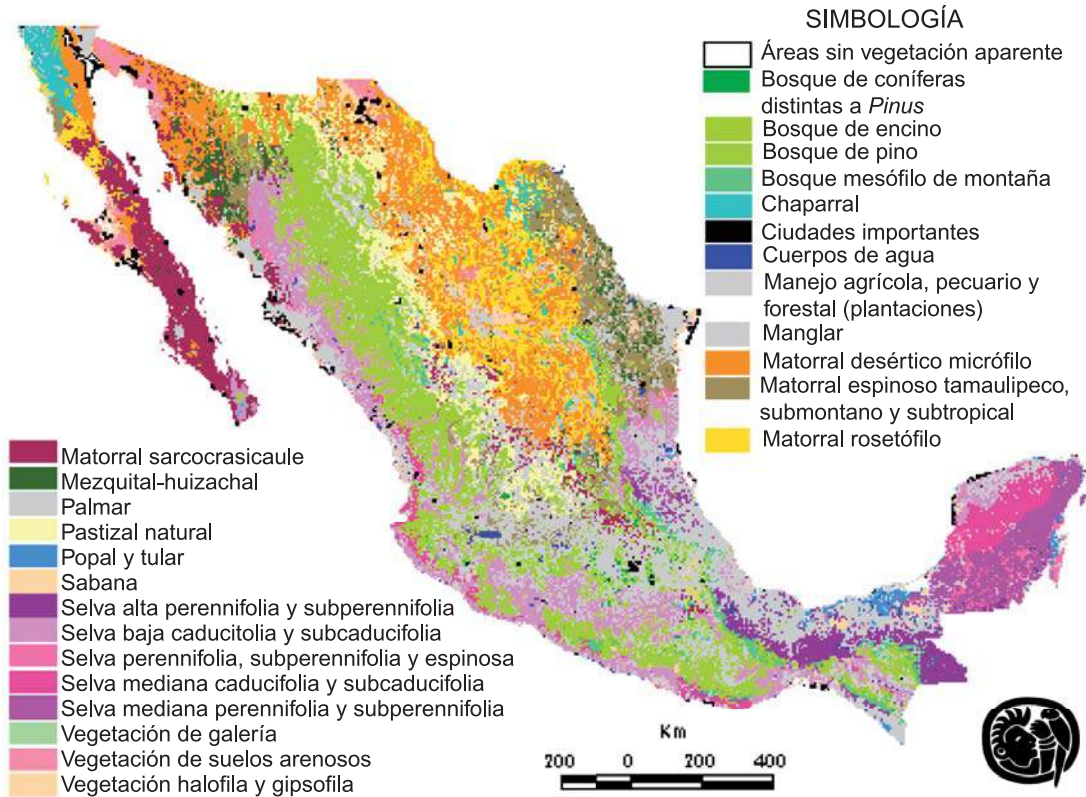 SIMBOLOGÍA
Áreas sin vegetación aparente
Bosque de coníferas
distintas a Pinus
Bosque de encino
Bosque de pino
Bosque mesófilo de montaña
Chaparral
Ciudades importantes
Cuerpos de agua
Manejo agrícola, pecuario y
forestal (plantaciones)
Manglar
Matorral desértico micrófilo
Matorral espinoso tamaulipeco,
submontano y subtropical
Matorral rosetófilo
Matorral sarcocrasicaule
Mezquital-huizachal
Palmar
Pastizal natural
Popal y tular
Sabana
Selva alta perennifolia y subperennifolia
Selva baja caducitolia y subcaducifolia
Selva perennifolia, subperennifolia y espinosa
Selva mediana caducifolia y subcaducifolia
Selva mediana perennifolia y subperennifolia
Vegetación de galería
Vegetación de suelos arenosos
Vegetación halofila y gipsofila
Km
200 0 200 400